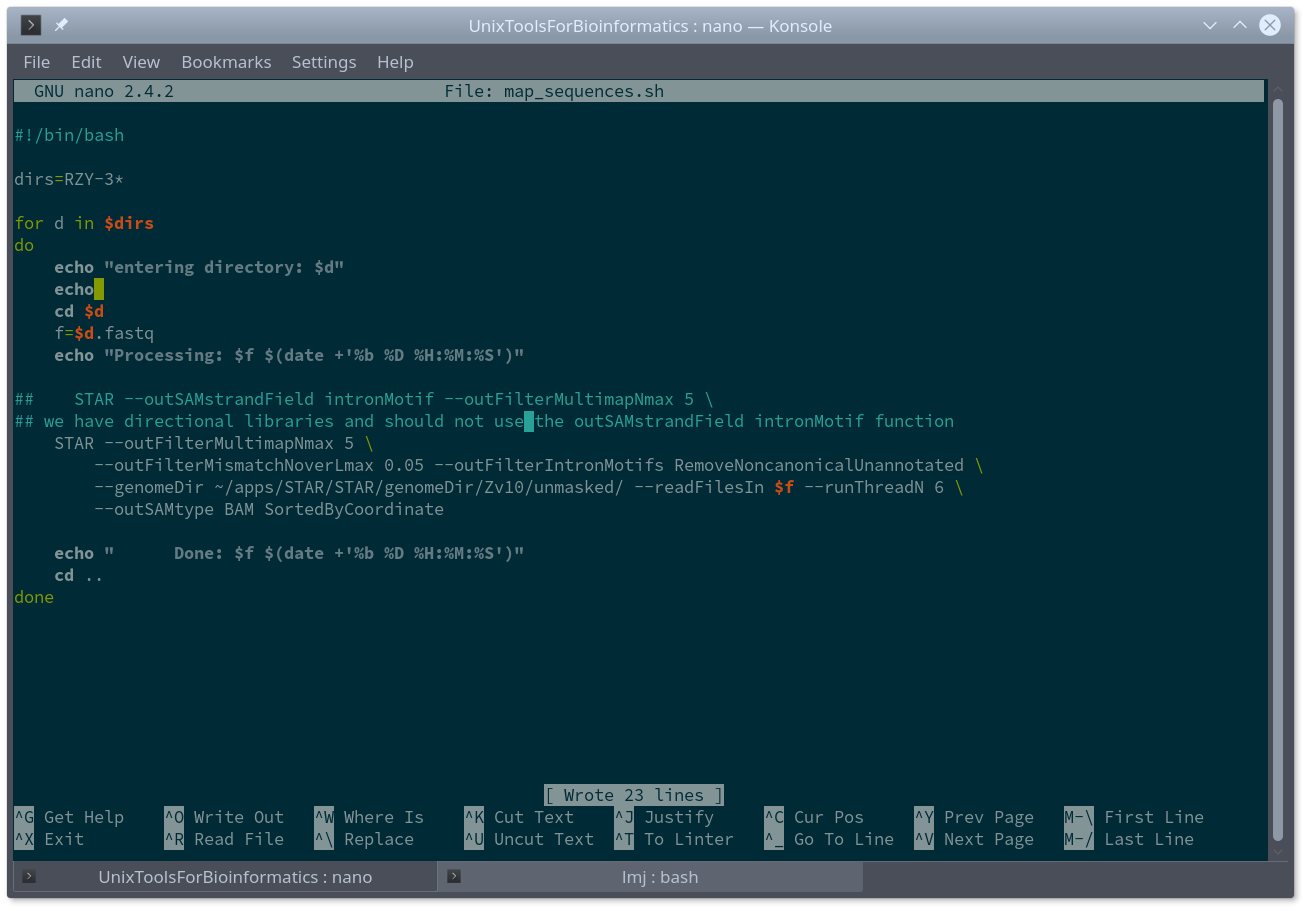 UnixToolsForBioinformatics : nano — Konsole
File Edit View Bookmarks Settings Help
GNU nano 2.4.2 File: map_sequences.sh
#!/bin/bash
dirs=RZY-3*
for d in $dirs
do
    echo "entering directory: $d"
    echo
    cd $d
    f=$d.fastq
    echo "Processing: $f $(date +'%b %D %H:%M:%S')"
##    STAR --outSAMstrandField intronMotif --outFilterMultimapNmax 5 \
## we have directional libraries and should not use the outSAMstrandField intronMotif function
    STAR --outFilterMultimapNmax 5 \
        --outFilterMismatchNoverLmax 0.05 --outFilterIntronMotifs RemoveNoncanonicalUnannotated \
        --genomeDir ~/apps/STAR/STAR/genomeDir/Zv10/unmasked/ --readFilesIn $f --runThreadN 6 \
        --outSAMtype BAM SortedByCoordinate
    echo "      Done: $f $(date +'%b %D %H:%M:%S')"
    cd ..
done
[ Wrote 23 lines ]
^G Get Help ^O Write Out ^W Where Is ^K Cut Text ^J Justify ^C Cur Pos ^Y Prev Page M-\ First Line
^X Exit ^R Read File ^\ Replace ^U Uncut Text ^T To Linter ^_ Go To Line ^V Next Page M-/ Last Line
UnixToolsForBioinformatics : nano lmj : bash